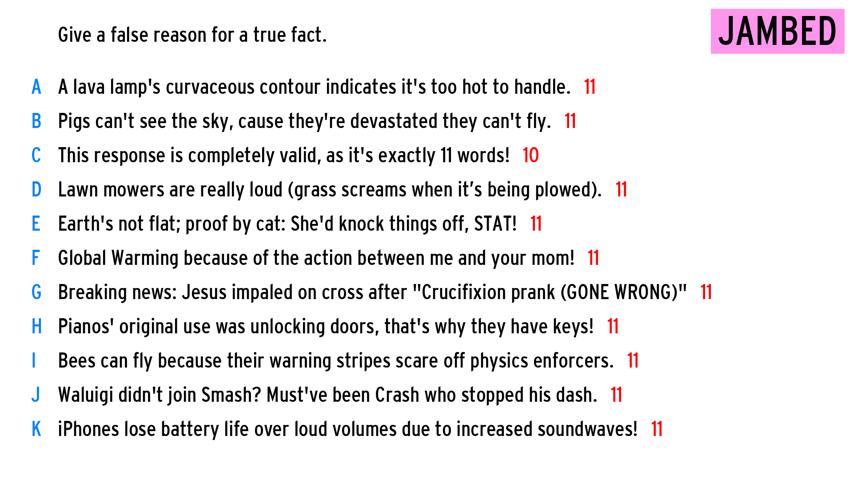 Give a false reason for a true fact.
JAMBED
A A lava lamp's curvaceous contour indicates it's too hot to handle. 11
B Pigs can't see the sky, cause they're devastated they can't fly. 11
C This response is completely valid, as it's exactly 11 words! 10
D Lawn mowers are really loud (grass screams when it’s being plowed). 11
E Earth's not flat; proof by cat: She'd knock things off, STAT! 11
F Global Warming because of the action between me and your mom! 11
G Breaking news: Jesus impaled on cross after "Crucifixion prank (GONE WRONG)" 11
H Pianos' original use was unlocking doors, that's why they have keys! 11
I Bees can fly because their warning stripes scare off physics enforcers. 11
J Waluigi didn't join Smash? Must've been Crash who stopped his dash. 11
K iPhones lose battery life over loud volumes due to increased soundwaves! 11